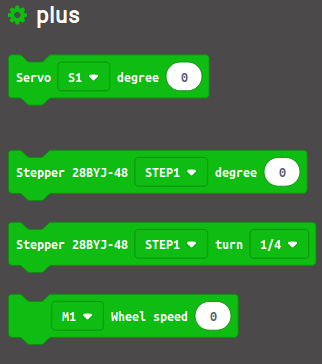 plus
Servo S1 degree 0
Stepper 28BYJ-48 STEP1 degree 0
Stepper 28BYJ-48 STEP1 turn 1/4
M1 Wheel speed 0